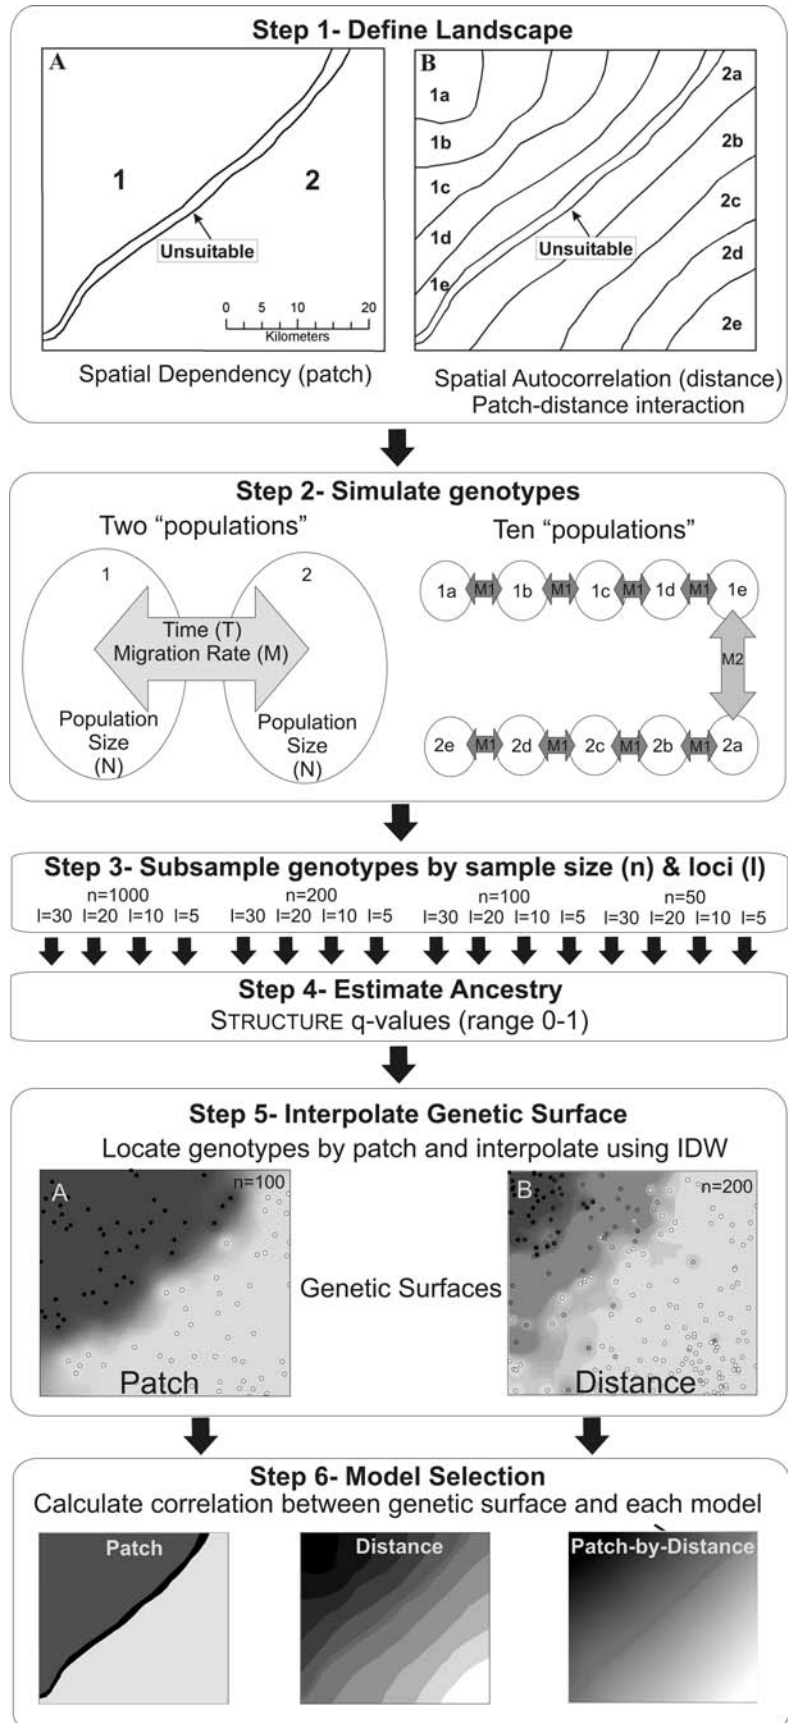 Step 1- Define Landscape
A
1
2
Unsuitable
0 5 10 20
Kilometers
Spatial Dependency (patch)
B
1a
1b
1c
1d
1e
2a
2b
2c
2d
2e
Unsuitable
Spatial Autocorrelation (distance)
Patch-distance interaction
Step 2- Simulate genotypes
Two “populations”
1
2
Time (T)
Migration Rate (M)
Population
Size
(N)
Population
Size
(N)
Ten “populations”
1a M1 1b M1 1c M1 1d M1 1e
M2
2e M1 2d M1 2c M1 2b M1 2a
Step 3- Subsample genotypes by sample size (n) & loci (l)
n=1000 n=200 n=100 n=50
l=30 l=20 l=10 l=5 l=30 l=20 l=10 l=5 l=30 l=20 l=10 l=5 l=30 l=20 l=10 l=5
Step 4- Estimate Ancestry
STRUCTURE q-values (range 0-1)
Step 5- Interpolate Genetic Surface
Locate genotypes by patch and interpolate using IDW
A
n=100
Patch
Genetic Surfaces
B
n=200
Distance
Step 6- Model Selection
Calculate correlation between genetic surface and each model
Patch
Distance
Patch-by-Distance